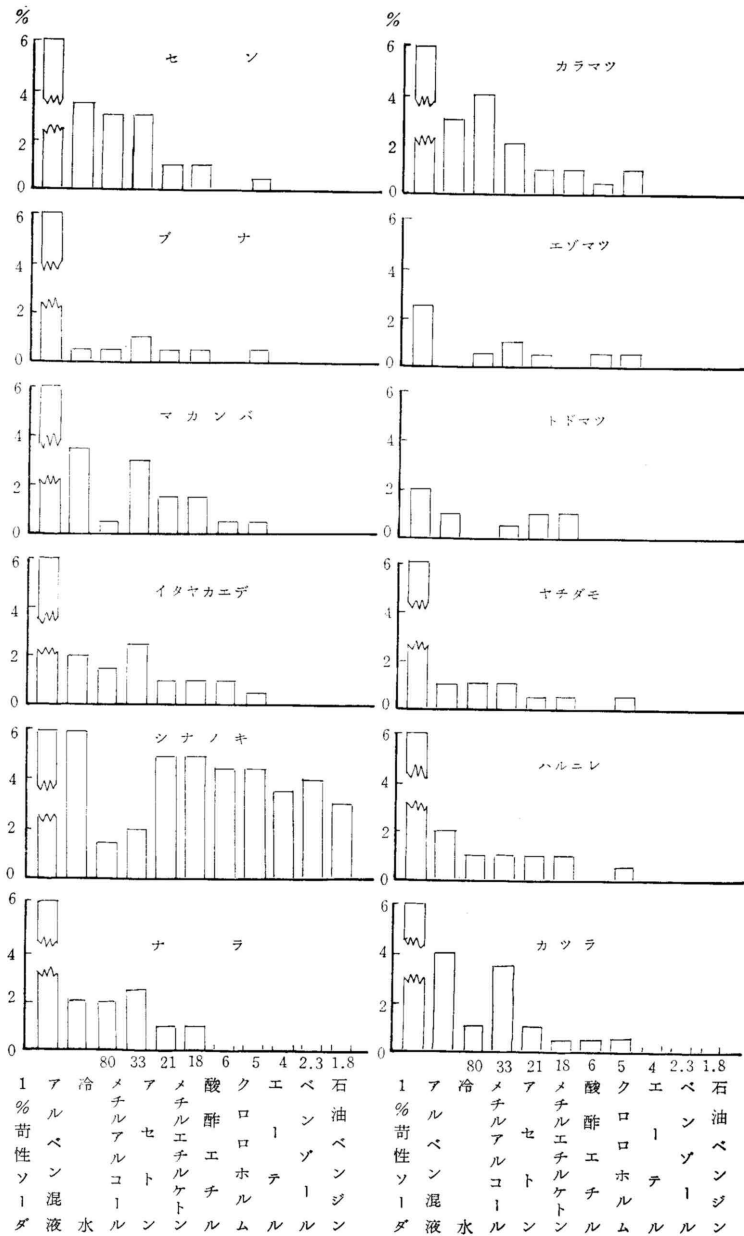 %
6
4
2
0
セン
6
4
2
0
ブナ
6
4
2
0
マカンバ
6
4
2
0
イタヤカエデ
6
4
2
0
シナノキ
6
4
2
0
ナラ
80 33 21 18 6 5 4 2.3 1.8
1%苛性ソーダ
アルベン混液
冷水
メチルアルコール
アセトン
メチルエチルケトン
酸酢エチル
クロロホルム
エーテル
ベンゾール
石油ベンジン
%
6
4
2
0
カラマツ
6
4
2
0
エゾマツ
6
4
2
0
トドマツ
6
4
2
0
ヤチダモ
6
4
2
0
ハルニレ
6
4
2
0
カツラ
80 33 21 18 6 5 4 2.3 1.8
1%苛性ソーダ
アルベン混液
冷水
メチルアルコール
アセトン
メチルエチルケトン
酸酢エチル
クロロホルム
エーテル
ベンゾール
石油ベンジン